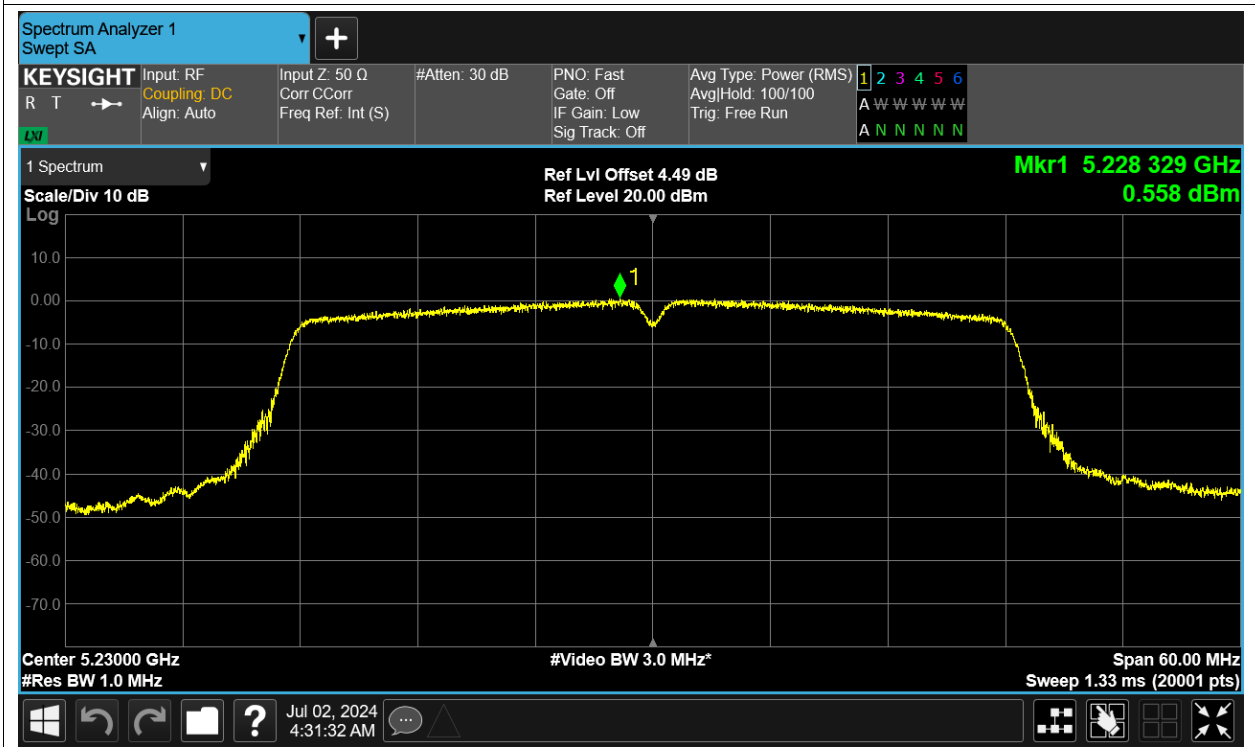 Spectrum Analyzer 1
Swept SA
KEYSIGHT
R T
LXI
Input: RF
Coupling: DC
Align: Auto
Input Z: 50 Ω
Corr CCorr
Freq Ref: Int (S)
#Atten: 30 dB
PNO: Fast
Gate: Off
IF Gain: Low
Sig Track: Off
Avg Type: Power (RMS)
Avg|Hold: 100/100
Trig: Free Run
1 2 3 4 5 6
A W W W W W
A N N N N N
1 Spectrum
Scale/Div 10 dB
Ref Lvl Offset 4.49 dB
Ref Level 20.00 dBm
Mkr1 5.228 329 GHz
0.558 dBm
Log
10.0
0.00
-10.0
-20.0
-30.0
-40.0
-50.0
-60.0
-70.0
1
Center 5.23000 GHz
#Res BW 1.0 MHz
#Video BW 3.0 MHz*
Span 60.00 MHz
Sweep 1.33 ms (20001 pts)
?
Jul 02, 2024
4:31:32 AM